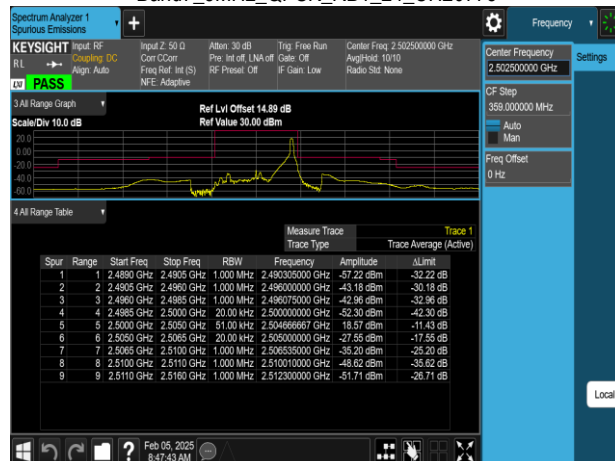 Spectrum Analyzer 1
Spurious Emissions
Frequency
KEYSIGHT
RL
LXI PASS
Input: RF
Coupling: DC
Align: Auto
Input Z: 50 Ω
Corr CCorr
Freq Ref: Int (S)
NFE: Adaptive
Atten: 30 dB
Pre: Int off, LNA off
RF Presel: Off
Trig: Free Run
Gate: Off
IF Gain: Low
Center Freq: 2.502500000 GHz
Avg|Hold: 10/10
Radio Std: None
Center Frequency
2.502500000 GHz
Settings
CF Step
359.000000 MHz
Auto
Man
Freq Offset
0 Hz
3 All Range Graph
Scale/Div 10.0 dB
Ref Lvl Offset 14.89 dB
Ref Value 30.00 dBm
20.0
0.00
-20.0
-40.0
-60.0
4 All Range Table
Measure Trace Trace 1
Trace Type Trace Average (Active)
Spur Range Start Freq Stop Freq RBW Frequency Amplitude ΔLimit
1 1 2.4890 GHz 2.4905 GHz 1.000 MHz 2.490305000 GHz -57.22 dBm -32.22 dB
2 2 2.4905 GHz 2.4960 GHz 1.000 MHz 2.496000000 GHz -43.18 dBm -30.18 dB
3 3 2.4960 GHz 2.4985 GHz 1.000 MHz 2.496075000 GHz -42.96 dBm -32.96 dB
4 4 2.4985 GHz 2.5000 GHz 20.00 kHz 2.500000000 GHz -52.30 dBm -42.30 dB
5 5 2.5000 GHz 2.5050 GHz 51.00 kHz 2.504666667 GHz 18.57 dBm -11.43 dB
6 6 2.5050 GHz 2.5065 GHz 20.00 kHz 2.505000000 GHz -27.55 dBm -17.55 dB
7 7 2.5065 GHz 2.5100 GHz 1.000 MHz 2.506535000 GHz -35.20 dBm -25.20 dB
8 8 2.5100 GHz 2.5110 GHz 1.000 MHz 2.510010000 GHz -48.62 dBm -35.62 dB
9 9 2.5110 GHz 2.5160 GHz 1.000 MHz 2.512300000 GHz -51.71 dBm -26.71 dB
Local
Feb 05, 2025
8:47:43 AM